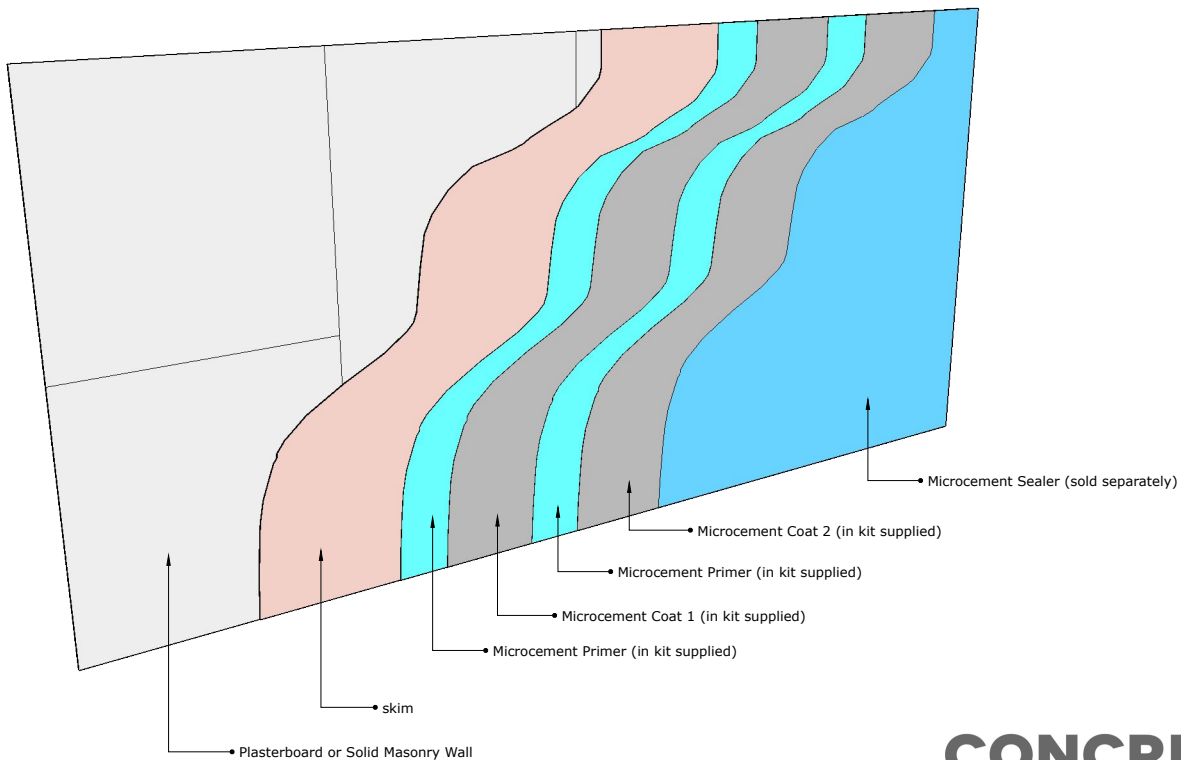 Microcement Sealer (sold separately)
Microcement Coat 2 (in kit supplied)
Microcement Primer (in kit supplied)
Microcement Coat 1 (in kit supplied)
Microcement Primer (in kit supplied)
skim
Plasterboard or Solid Masonry Wall